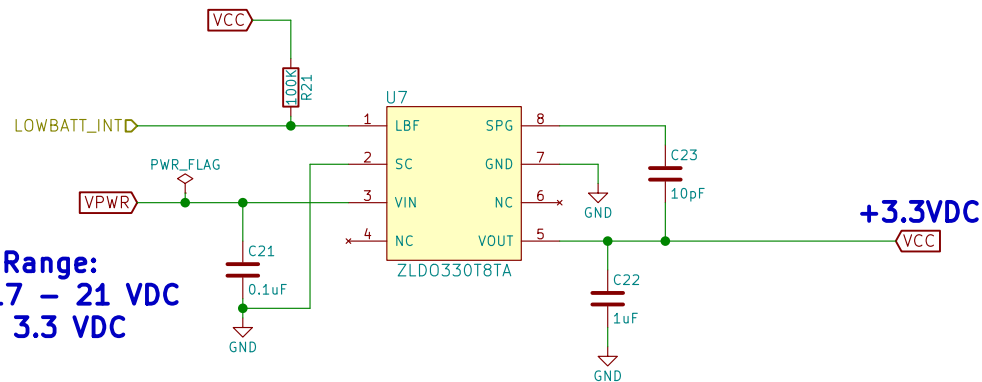 VCC
100K
R21
U7
LOWBATT_INT
1
LBF
SPG
8
C23
10pF
PWR_FLAG
2
SC
GND
7
GND
VPWR
3
VIN
NC
6
+3.3VDC
4
NC
VOUT
5
VCC
C21
0.1uF
GND
ZLDO330T8TA
C22
1uF
GND
Range:
.7 - 21 VDC
3.3 VDC